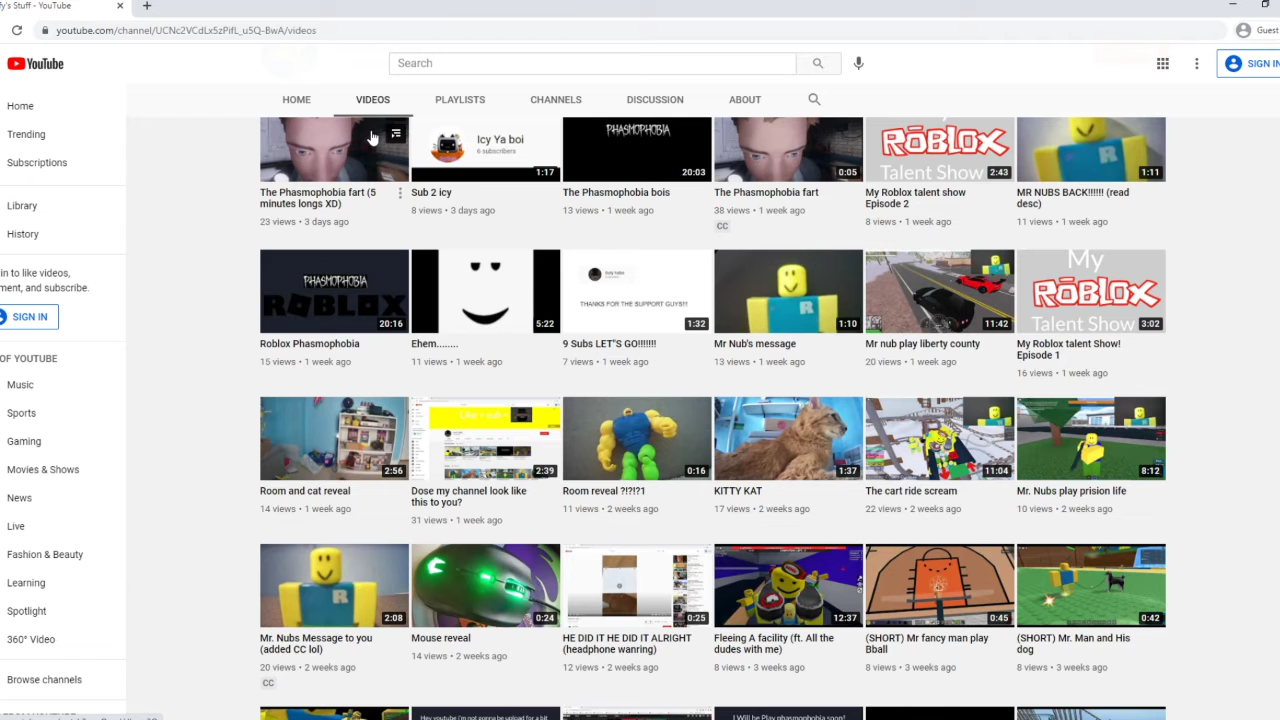 fy's Stuff - YouTube
youtube.com/channel/UCNc2VCdLx5zPifL_u5Q-BwA/videos
Guest
YouTube
Search
SIGN IN
HOME VIDEOS PLAYLISTS CHANNELS DISCUSSION ABOUT
Home
Trending
Subscriptions
Library
History
in to like videos,
ment, and subscribe.
SIGN IN
OF YOUTUBE
Music
Sports
Gaming
Movies & Shows
News
Live
Fashion & Beauty
Learning
Spotlight
360° Video
Browse channels
The Phasmophobia fart (5
minutes longs XD)
23 views • 3 days ago
Icy Ya boi
6 subscribers
1:17
Sub 2 icy
8 views • 3 days ago
PHASMOPHOBIA
20:03
The Phasmophobia bois
13 views • 1 week ago
0:05
The Phasmophobia fart
38 views • 1 week ago
CC
ROBLOX
Talent Show
2:43
My Roblox talent show
Episode 2
8 views • 1 week ago
R
1:11
MR NUBS BACK!!!!!! (read
desc)
11 views • 1 week ago
PHASMOPHOBIA
ROBLOX
20:16
Roblox Phasmophobia
15 views • 1 week ago
5:22
Ehem........
11 views • 1 week ago
THANKS FOR THE SUPPORT GUYS!!!
1:32
9 Subs LET"S GO!!!!!!!
7 views • 1 week ago
R
1:10
Mr Nub's message
13 views • 1 week ago
11:42
Mr nub play liberty county
20 views • 1 week ago
My
ROBLOX
Talent Show
3:02
My Roblox talent Show!
Episode 1
16 views • 1 week ago
2:56
Room and cat reveal
14 views • 1 week ago
2:39
Dose my channel look like
this to you?
31 views • 1 week ago
0:16
Room reveal ?!?!?1
11 views • 2 weeks ago
1:37
KITTY KAT
17 views • 2 weeks ago
11:04
The cart ride scream
22 views • 2 weeks ago
8:12
Mr. Nubs play prision life
10 views • 2 weeks ago
R
2:08
Mr. Nubs Message to you
(added CC lol)
20 views • 2 weeks ago
CC
0:24
Mouse reveal
14 views • 2 weeks ago
0:25
HE DID IT HE DID IT ALRIGHT
(headphone wanring)
12 views • 2 weeks ago
12:37
Fleeing A facility (ft. All the
dudes with me)
8 views • 3 weeks ago
0:45
(SHORT) Mr fancy man play
Bball
8 views • 3 weeks ago
0:42
(SHORT) Mr. Man and His
dog
8 views • 3 weeks ago
Hey youtube i'm not gonna be upload for a bit
I Will be Play phasmophobia soon!